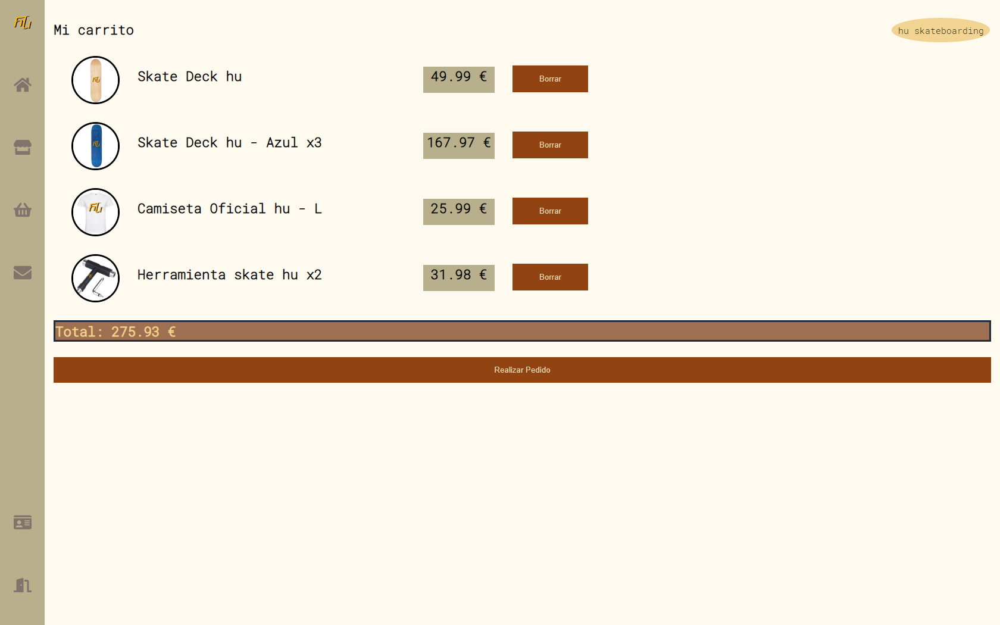 hu
Mi carrito
hu skateboarding
Skate Deck hu
49.99 €
Borrar
Skate Deck hu - Azul x3
167.97 €
Borrar
Camiseta Oficial hu - L
25.99 €
Borrar
Herramienta skate hu x2
31.98 €
Borrar
Total: 275.93 €
Realizar Pedido